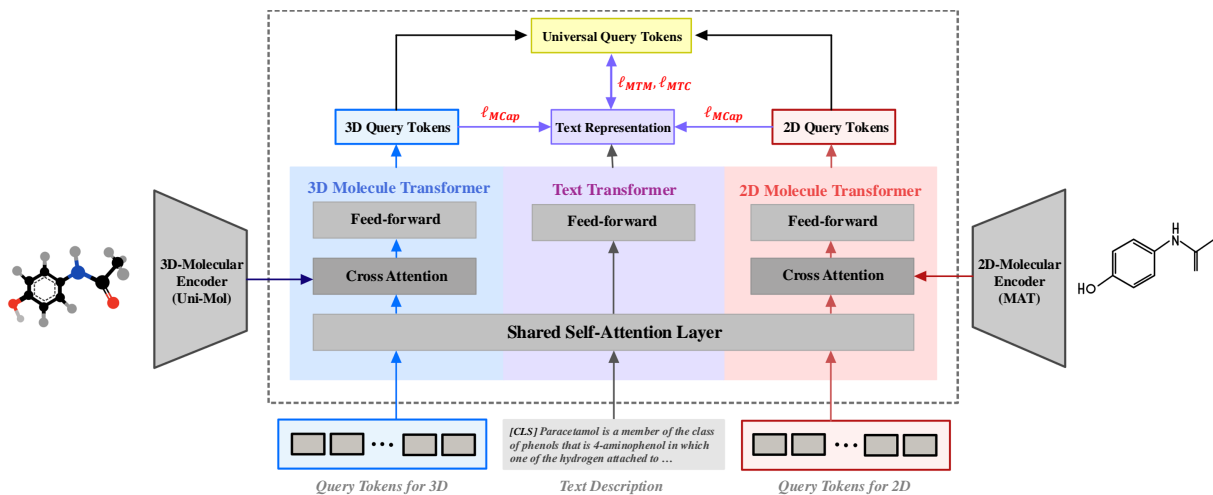 Universal Query Tokens
ℓMTM, ℓMTC
ℓMCap
ℓMCap
3D Query Tokens
Text Representation
2D Query Tokens
3D Molecule Transformer
Text Transformer
2D Molecule Transformer
Feed-forward
Feed-forward
Feed-forward
3D-Molecular
Encoder
(Uni-Mol)
Cross Attention
Cross Attention
2D-Molecular
Encoder
(MAT)
H
N
HO
Shared Self-Attention Layer
[CLS] Paracetamol is a member of the class
of phenols that is 4-aminophenol in which
one of the hydrogen attached to …
Query Tokens for 3D
Text Description
Query Tokens for 2D